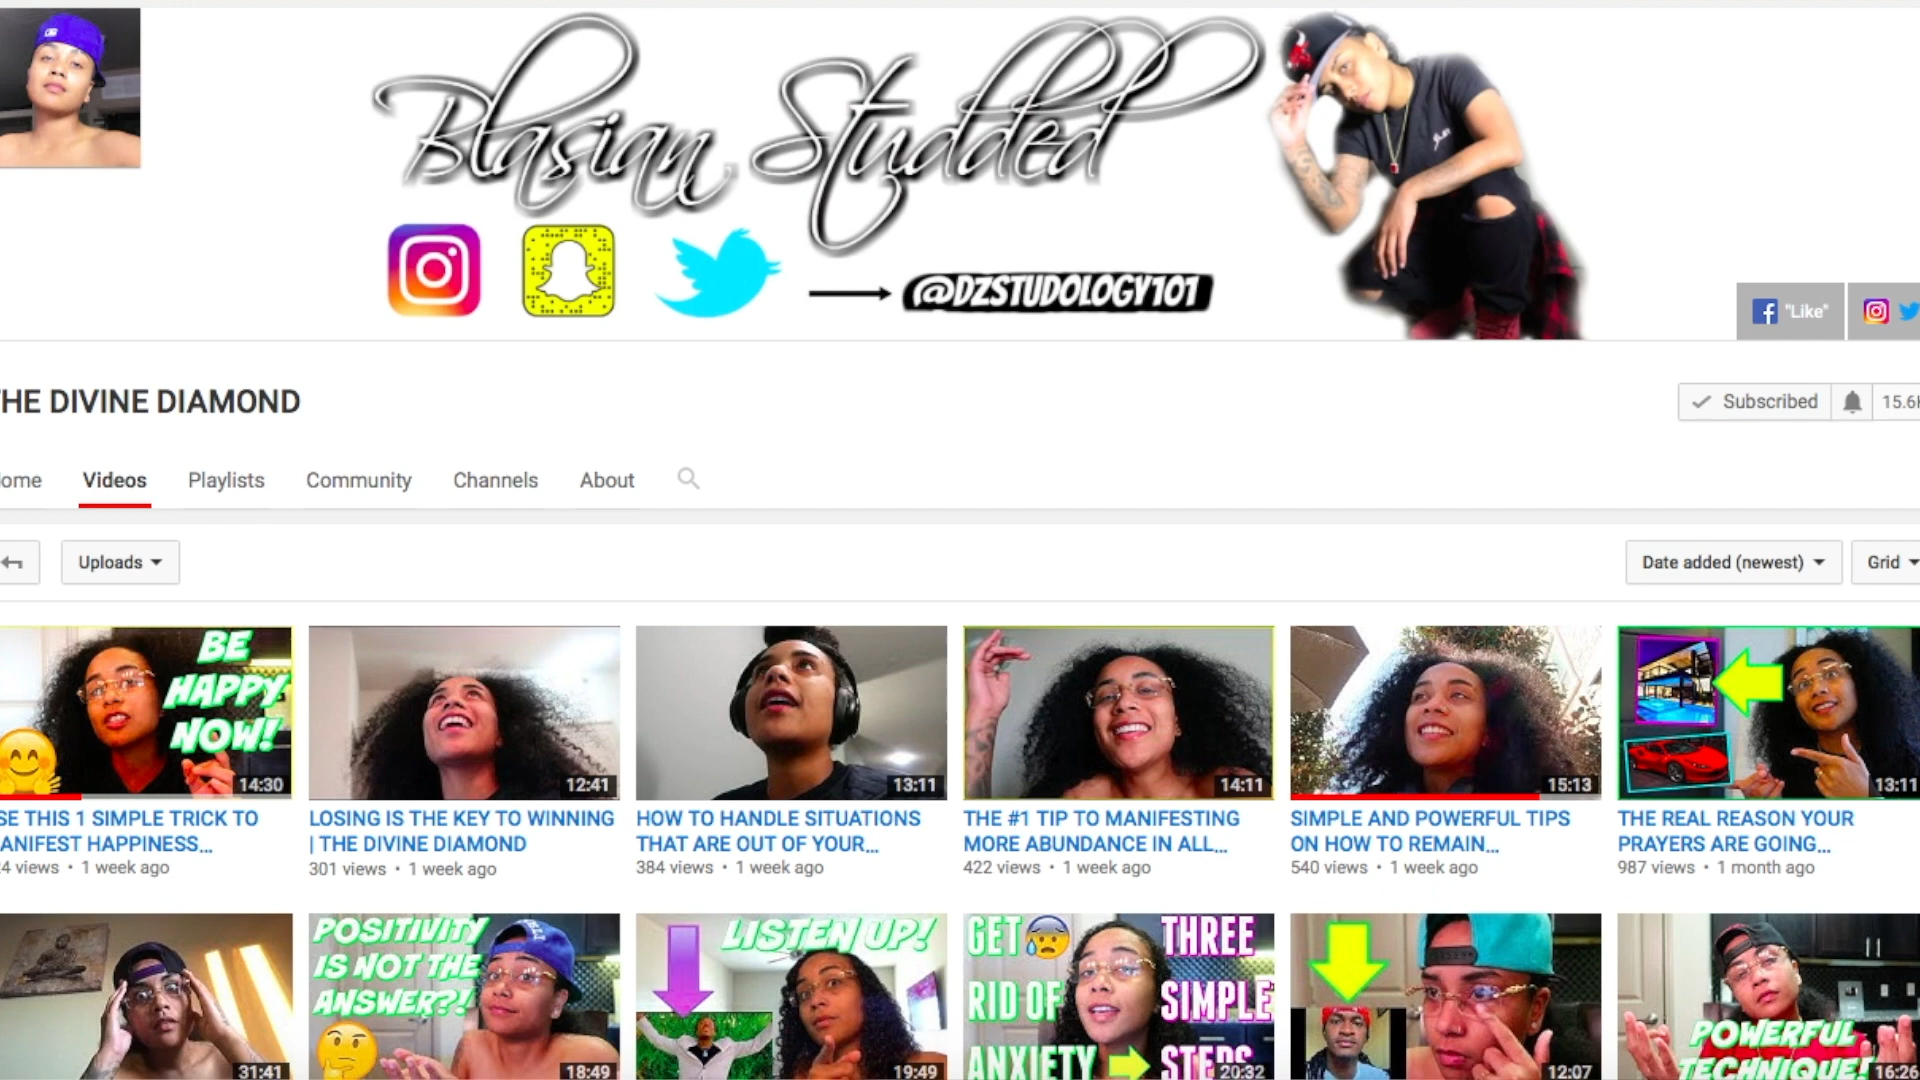 Blasian Studded
@DZSTUDOLOGY101
"Like"
THE DIVINE DIAMOND
Subscribed
15.6K
Home Videos Playlists Community Channels About
Uploads
Date added (newest)
Grid
BE
HAPPY
NOW!
14:30
12:41
13:11
14:11
15:13
13:11
SE THIS 1 SIMPLE TRICK TO
ANIFEST HAPPINESS...
4 views • 1 week ago
LOSING IS THE KEY TO WINNING
| THE DIVINE DIAMOND
301 views • 1 week ago
HOW TO HANDLE SITUATIONS
THAT ARE OUT OF YOUR...
384 views • 1 week ago
THE #1 TIP TO MANIFESTING
MORE ABUNDANCE IN ALL...
422 views • 1 week ago
SIMPLE AND POWERFUL TIPS
ON HOW TO REMAIN...
540 views • 1 week ago
THE REAL REASON YOUR
PRAYERS ARE GOING...
987 views • 1 month ago
31:41
POSITIVITY
IS NOT THE
ANSWER?!
18:49
LISTEN UP!
19:49
GET THREE
RID OF SIMPLE
ANXIETY STEPS
20:32
12:07
POWERFUL
TECHNIQUE!
16:26